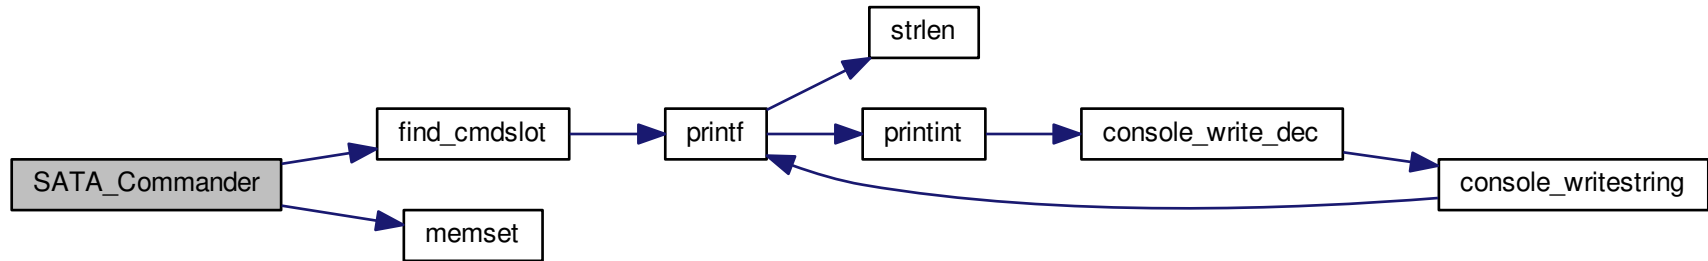 SATA_Commander
find_cmdslot
memset
printf
strlen
printint
console_write_dec
console_writestring